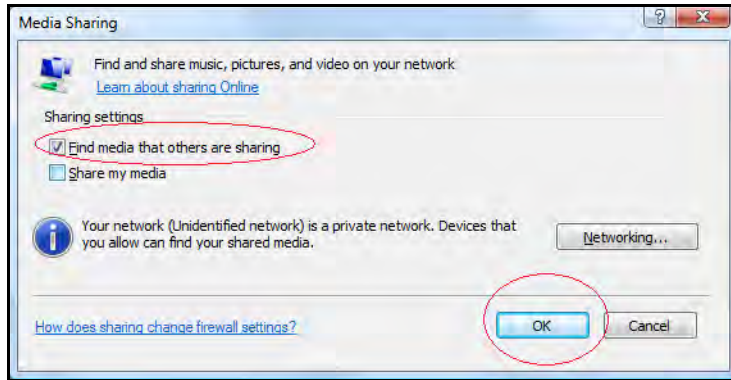 Media Sharing
Find and share music, pictures, and video on your network
Learn about sharing Online
Sharing settings
Find media that others are sharing
Share my media
Your network (Unidentified network) is a private network. Devices that
you allow can find your shared media.
Networking...
How does sharing change firewall settings?
OK
Cancel